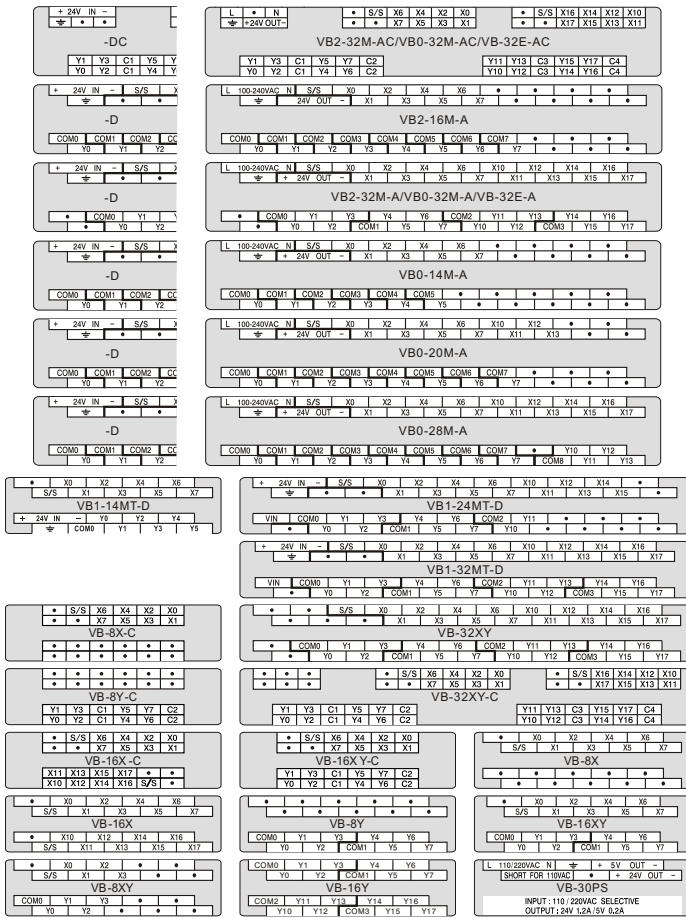 + 24V IN −
-DC
Y1 Y3 C1 Y5 Y
Y0 Y2 C1 Y4 Y
L • N • S/S X6 X4 X2 X0 • S/S X16 X14 X12 X10
+24V OUT− • • X7 X5 X3 X1 • • X17 X15 X13 X11
VB2-32M-AC/VB0-32M-AC/VB-32E-AC
Y1 Y3 C1 Y5 Y7 C2 Y11 Y13 C3 Y15 Y17 C4
Y0 Y2 C1 Y4 Y6 C2 Y10 Y12 C3 Y14 Y16 C4
+ 24V IN − S/S
• •
-D
COM0 COM1 COM2 CO
Y0 Y1 Y2
L 100-240VAC N S/S X0 X2 X4 X6 • • • •
24V OUT − X1 X3 X5 X7 • • • •
VB2-16M-A
COM0 COM1 COM2 COM3 COM4 COM5 COM6 COM7 • • •
Y0 Y1 Y2 Y3 Y4 Y5 Y6 Y7 • • •
+ 24V IN − S/S
• •
-D
• COM0 Y1
• Y0 Y2
L 100-240VAC N S/S X0 X2 X4 X6 X10 X12 X14 X16
+ 24V OUT − X1 X3 X5 X7 X11 X13 X15 X17
VB2-32M-A/VB0-32M-A/VB-32E-A
• COM0 Y1 Y3 Y4 Y6 COM2 Y11 Y13 Y14 Y16
• Y0 Y2 COM1 Y5 Y7 Y10 Y12 COM3 Y15 Y17
+ 24V IN − S/S
• •
-D
COM0 COM1 COM2 CO
Y0 Y1 Y2
L 100-240VAC N S/S X0 X2 X4 X6 • • • •
+ 24V OUT − X1 X3 X5 X7 • • • •
VB0-14M-A
COM0 COM1 COM2 COM3 COM4 COM5 • • • • •
Y0 Y1 Y2 Y3 Y4 Y5 • • • • •
+ 24V IN − S/S
• •
-D
COM0 COM1 COM2 CO
Y0 Y1 Y2
L 100-240VAC N S/S X0 X2 X4 X6 X10 X12 • •
+ 24V OUT − X1 X3 X5 X7 X11 X13 • •
VB0-20M-A
COM0 COM1 COM2 COM3 COM4 COM5 COM6 COM7 • • •
Y0 Y1 Y2 Y3 Y4 Y5 Y6 Y7 • • •
+ 24V IN − S/S
• •
-D
COM0 COM1 COM2 CO
Y0 Y1 Y2
L 100-240VAC N S/S X0 X2 X4 X6 X10 X12 X14 X16
+ 24V OUT − X1 X3 X5 X7 X11 X13 X15 X17
VB0-28M-A
COM0 COM1 COM2 COM3 COM4 COM5 COM6 COM7 • Y10 Y12
Y0 Y1 Y2 Y3 Y4 Y5 Y6 Y7 COM8 Y11 Y13
• X0 X2 X4 X6
S/S X1 X3 X5 X7
VB1-14MT-D
+ 24V IN − Y0 Y2 Y4
COM0 Y1 Y3 Y5
+ 24V IN − S/S X0 X2 X4 X6 X10 X12 X14 •
• • X1 X3 X5 X7 X11 X13 X15 •
VB1-24MT-D
VIN COM0 Y1 Y3 Y4 Y6 COM2 Y11 • • •
• Y0 Y2 COM1 Y5 Y7 Y10 • • • •
+ 24V IN − S/S X0 X2 X4 X6 X10 X12 X14 X16
• • X1 X3 X5 X7 X11 X13 X15 X17
VB1-32MT-D
VIN COM0 Y1 Y3 Y4 Y6 COM2 Y11 Y13 Y14 Y16
• Y0 Y2 COM1 Y5 Y7 Y10 Y12 COM3 Y15 Y17
• S/S X6 X4 X2 X0
• • X7 X5 X3 X1
VB-8X-C
• • • • • •
• • • • • •
• • S/S X0 X2 X4 X6 X10 X12 X14 X16
• • • X1 X3 X5 X7 X11 X13 X15 X17
VB-32XY
• COM0 Y1 Y3 Y4 Y6 COM2 Y11 Y13 Y14 Y16
• Y0 Y2 COM1 Y5 Y7 Y10 Y12 COM3 Y15 Y17
• • • • • •
• • • • • •
VB-8Y-C
Y1 Y3 C1 Y5 Y7 C2
Y0 Y2 C1 Y4 Y6 C2
• • • • S/S X6 X4 X2 X0 • S/S X16 X14 X12 X10
• • • • • X7 X5 X3 X1 • • X17 X15 X13 X11
VB-32XY-C
Y1 Y3 C1 Y5 Y7 C2 Y11 Y13 C3 Y15 Y17 C4
Y0 Y2 C1 Y4 Y6 C2 Y10 Y12 C3 Y14 Y16 C4
• S/S X6 X4 X2 X0
• • X7 X5 X3 X1
VB-16X-C
X11 X13 X15 X17 • •
X10 X12 X14 X16 S/S •
• S/S X6 X4 X2 X0
• • X7 X5 X3 X1
VB-16XY-C
Y1 Y3 C1 Y5 Y7 C2
Y0 Y2 C1 Y4 Y6 C2
• X0 X2 X4 X6
S/S X1 X3 X5 X7
VB-8X
• • • • •
• • • • •
• X0 X2 X4 X6
S/S X1 X3 X5 X7
VB-16X
• X10 X12 X14 X16
S/S X11 X13 X15 X17
• • • • •
• • • • •
VB-8Y
COM0 Y1 Y3 Y4 Y6
Y0 Y2 COM1 Y5 Y7
• X0 X2 X4 X6
S/S X1 X3 X5 X7
VB-16XY
COM0 Y1 Y3 Y4 Y6
Y0 Y2 COM1 Y5 Y7
• X0 X2 • •
S/S X1 X3 • •
VB-8XY
COM0 Y1 Y3 • •
Y0 Y2 • • •
COM0 Y1 Y3 Y4 Y6
Y0 Y2 COM1 Y5 Y7
VB-16Y
COM2 Y11 Y13 Y14 Y16
Y10 Y12 COM3 Y15 Y17
L 110/220VAC N + 5V OUT −
SHORT FOR 110VAC • + 24V OUT −
VB-30PS
INPUT : 110 / 220VAC SELECTIVE
OUTPUT : 24V 1.2A / 5V 0.2A